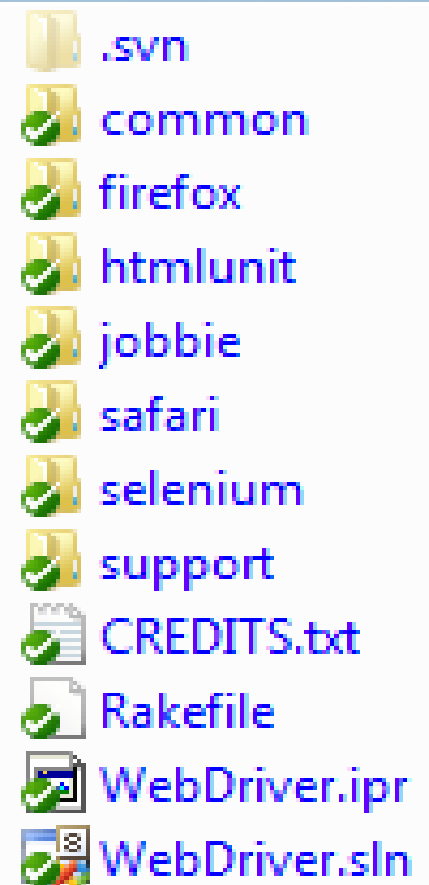 .svn
common
firefox
htmlunit
jobbie
safari
selenium
support
CREDITS.txt
Rakefile
WebDriver.ipr
WebDriver.sln